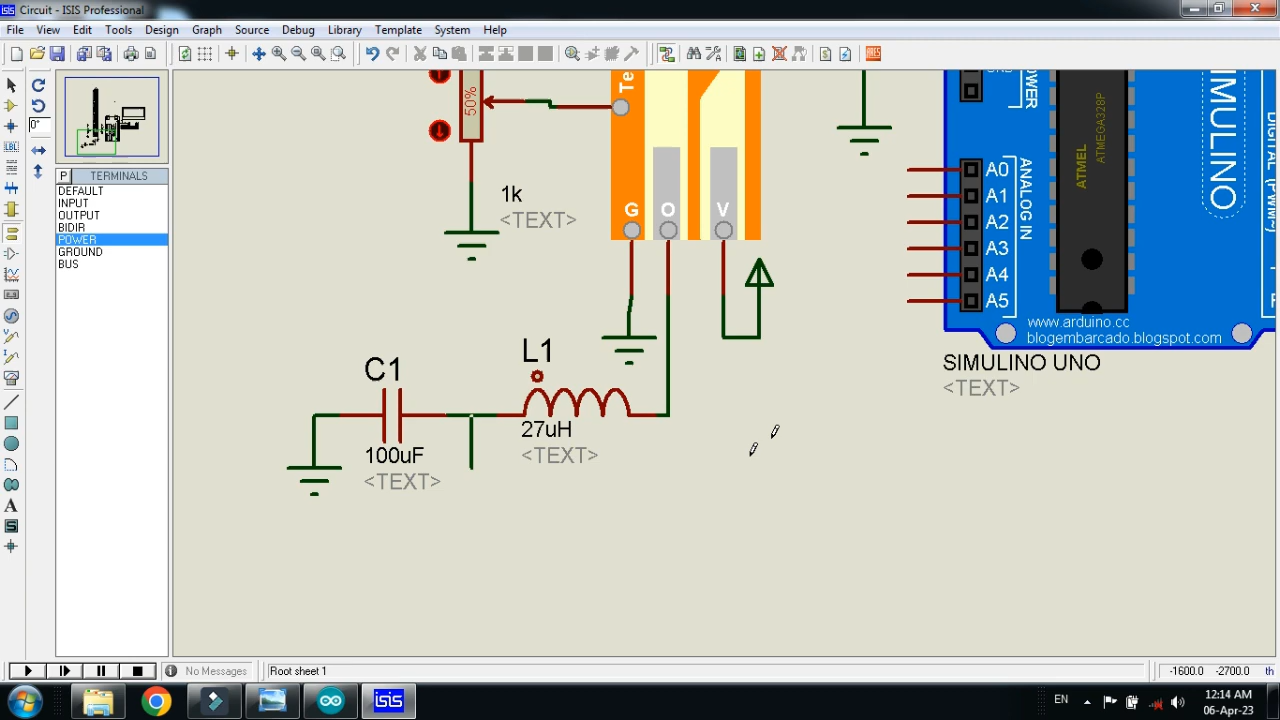 Circuit - ISIS Professional
File View Edit Tools Design Graph Source Debug Library Template System Help
LBL
0°
P TERMINALS
DEFAULT
INPUT
OUTPUT
BIDIR
POWER
GROUND
BUS
A
S
50%
1k
<TEXT>
Te
G O V
C1
100uF
<TEXT>
L1
27uH
<TEXT>
POWER
A0
A1
A2
A3
A4
A5
ANALOG IN
ATMEL
ATMEGA328P
SIMULINO
DIGITAL (PWM~)
www.arduino.cc
blogembarcado.blogspot.com
SIMULINO UNO
<TEXT>
No Messages
Root sheet 1
-1600.0 -2700.0 th
isis
EN
12:14 AM
06-Apr-23